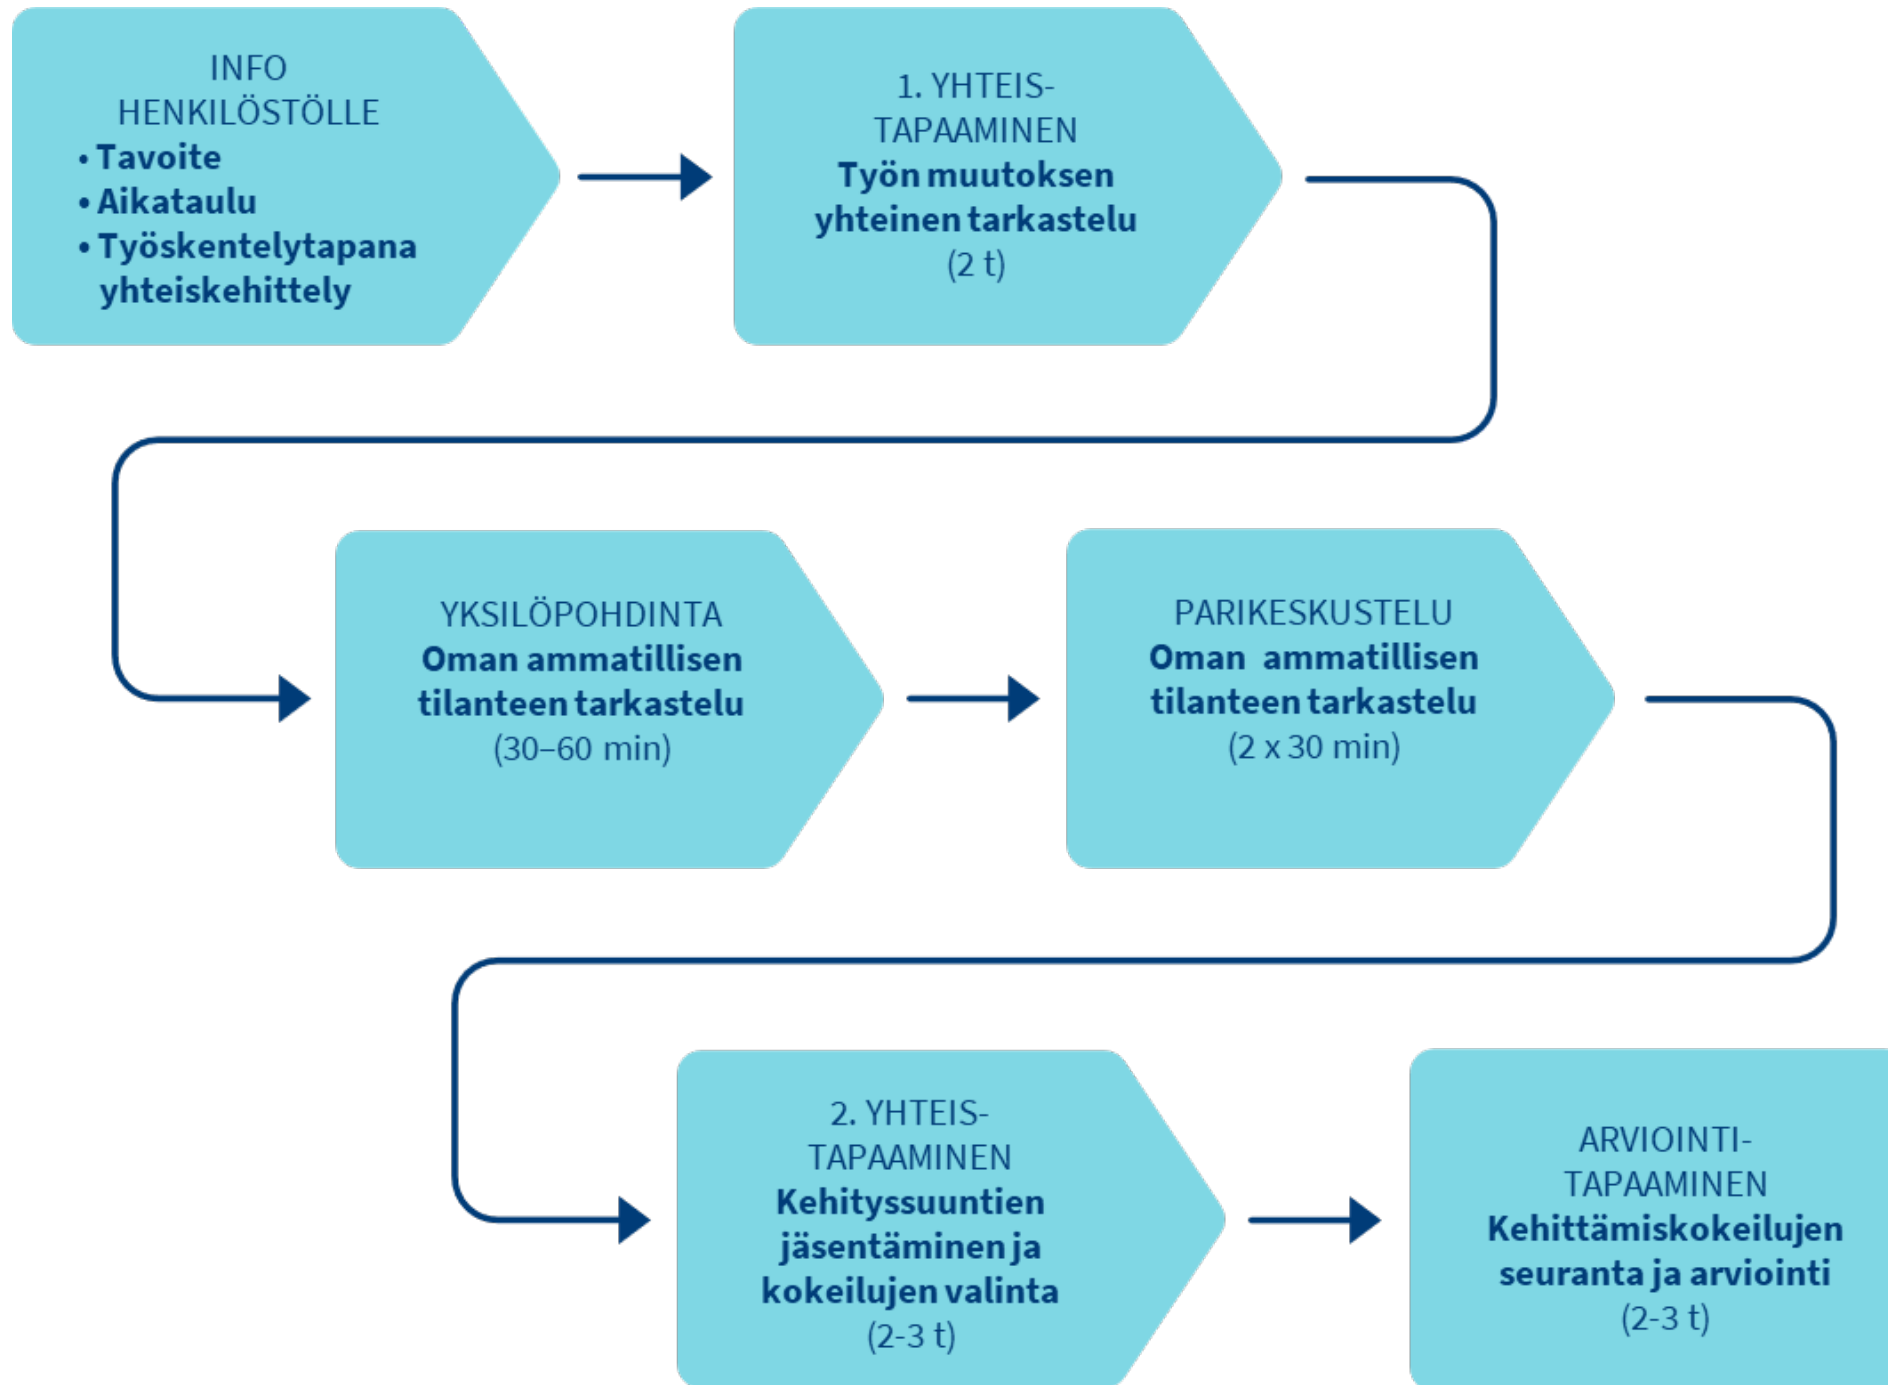 INFO
HENKILÖSTÖLLE
• Tavoite
• Aikataulu
• Työskentelytapana
yhteiskehittely
1. YHTEIS-
TAPAAMINEN
Työn muutoksen
yhteinen tarkastelu
(2 t)
YKSILÖPOHDINTA
Oman ammatillisen
tilanteen tarkastelu
(30–60 min)
PARIKESKUSTELU
Oman ammatillisen
tilanteen tarkastelu
(2 x 30 min)
2. YHTEIS-
TAPAAMINEN
Kehityssuuntien
jäsentäminen ja
kokeilujen valinta
(2-3 t)
ARVIOINTI-
TAPAAMINEN
Kehittämiskokeilujen
seuranta ja arviointi
(2-3 t)